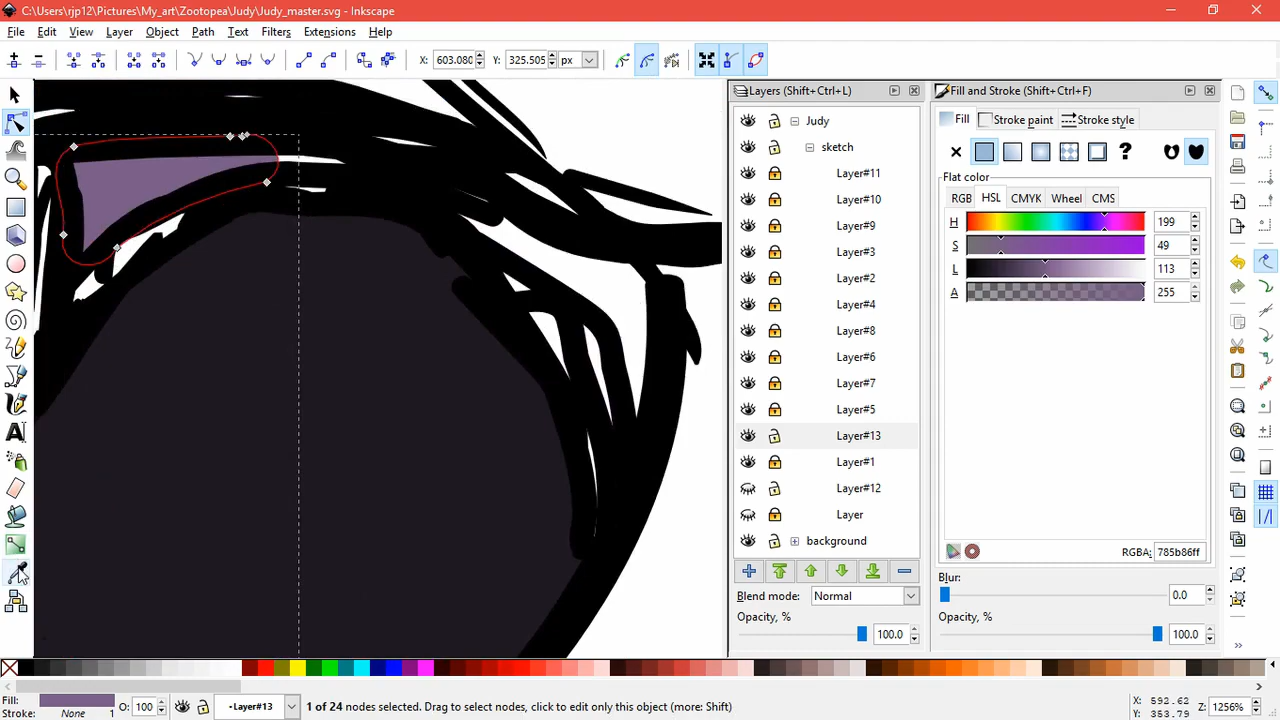 C:\Users\rjp12\Pictures\My_art\Zootopea\Judy\Judy_master.svg - Inkscape
File Edit View Layer Object Path Text Filters Extensions Help
X: 603.080 Y: 325.505 px
Layers (Shift+Ctrl+L)
Judy
sketch
Layer#11
Layer#10
Layer#9
Layer#3
Layer#2
Layer#4
Layer#8
Layer#6
Layer#7
Layer#5
Layer#13
Layer#1
Layer#12
Layer
background
Blend mode: Normal
Opacity, %
100.0
Fill and Stroke (Shift+Ctrl+F)
Fill Stroke paint Stroke style
Flat color
RGB HSL CMYK Wheel CMS
H 199
S 49
L 113
A 255
RGBA: 785b86ff
Blur:
0.0
Opacity, %
100.0
Fill:
Stroke: None 1
O: 100
•Layer#13
1 of 24 nodes selected. Drag to select nodes, click to edit only this object (more: Shift)
X: 592.62
Y: 353.79
Z: 1256%